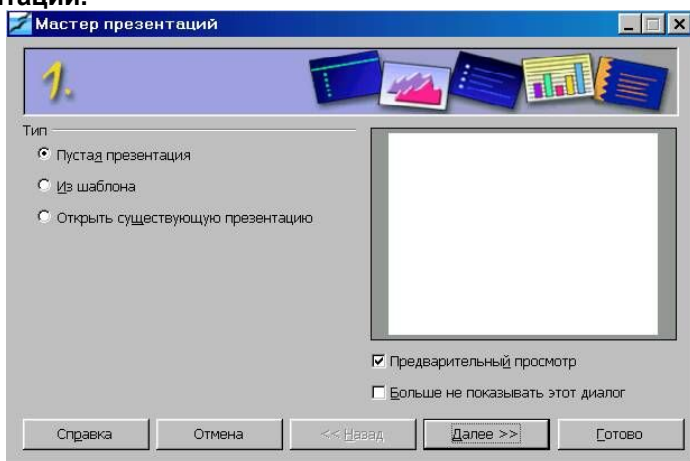 нтации.
Мастер презентаций
1.
Тип
Пустая презентация
Из шаблона
Открыть существующую презентацию
Предварительный просмотр
Больше не показывать этот диалог
Справка Отмена << Назад Далее >> Готово